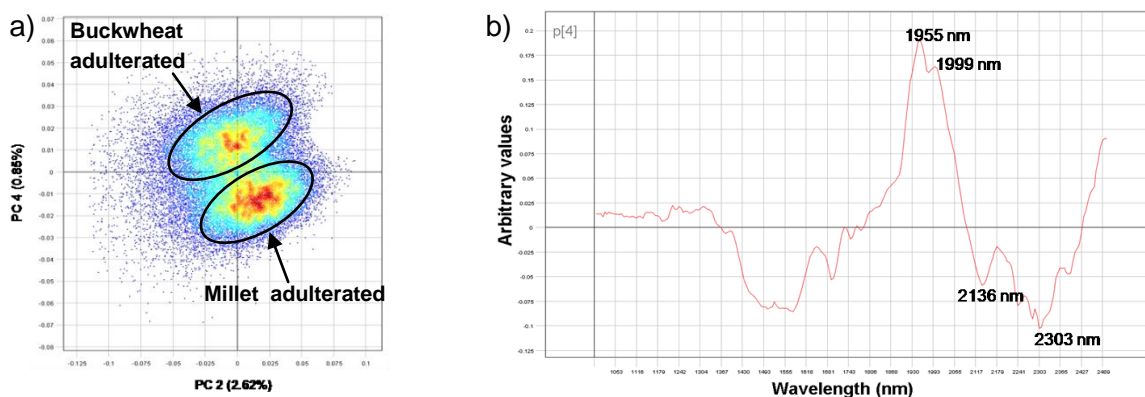 a)
Buckwheat
adulterated
0.07
0.06
0.05
0.04
0.03
0.02
0.01
0
-0.01
-0.02
-0.03
-0.04
-0.05
-0.06
-0.07
-0.08
PC 4 (0.85%)
Millet adulterated
-0.125 -0.1 -0.075 -0.05 -0.025 0 0.025 0.05 0.075 0.1
PC 2 (2.62%)
b)
p[4]
0.2
0.175
0.15
0.125
0.1
0.075
0.05
0.025
0
-0.025
-0.05
-0.075
-0.1
-0.125
Arbitrary values
1955 nm
1999 nm
2136 nm
2303 nm
1053 1116 1179 1242 1304 1367 1430 1493 1555 1618 1681 1744 1806 1869 1930 1992 2055 2117 2179 2241 2303 2365 2427 2489
Wavelength (nm)